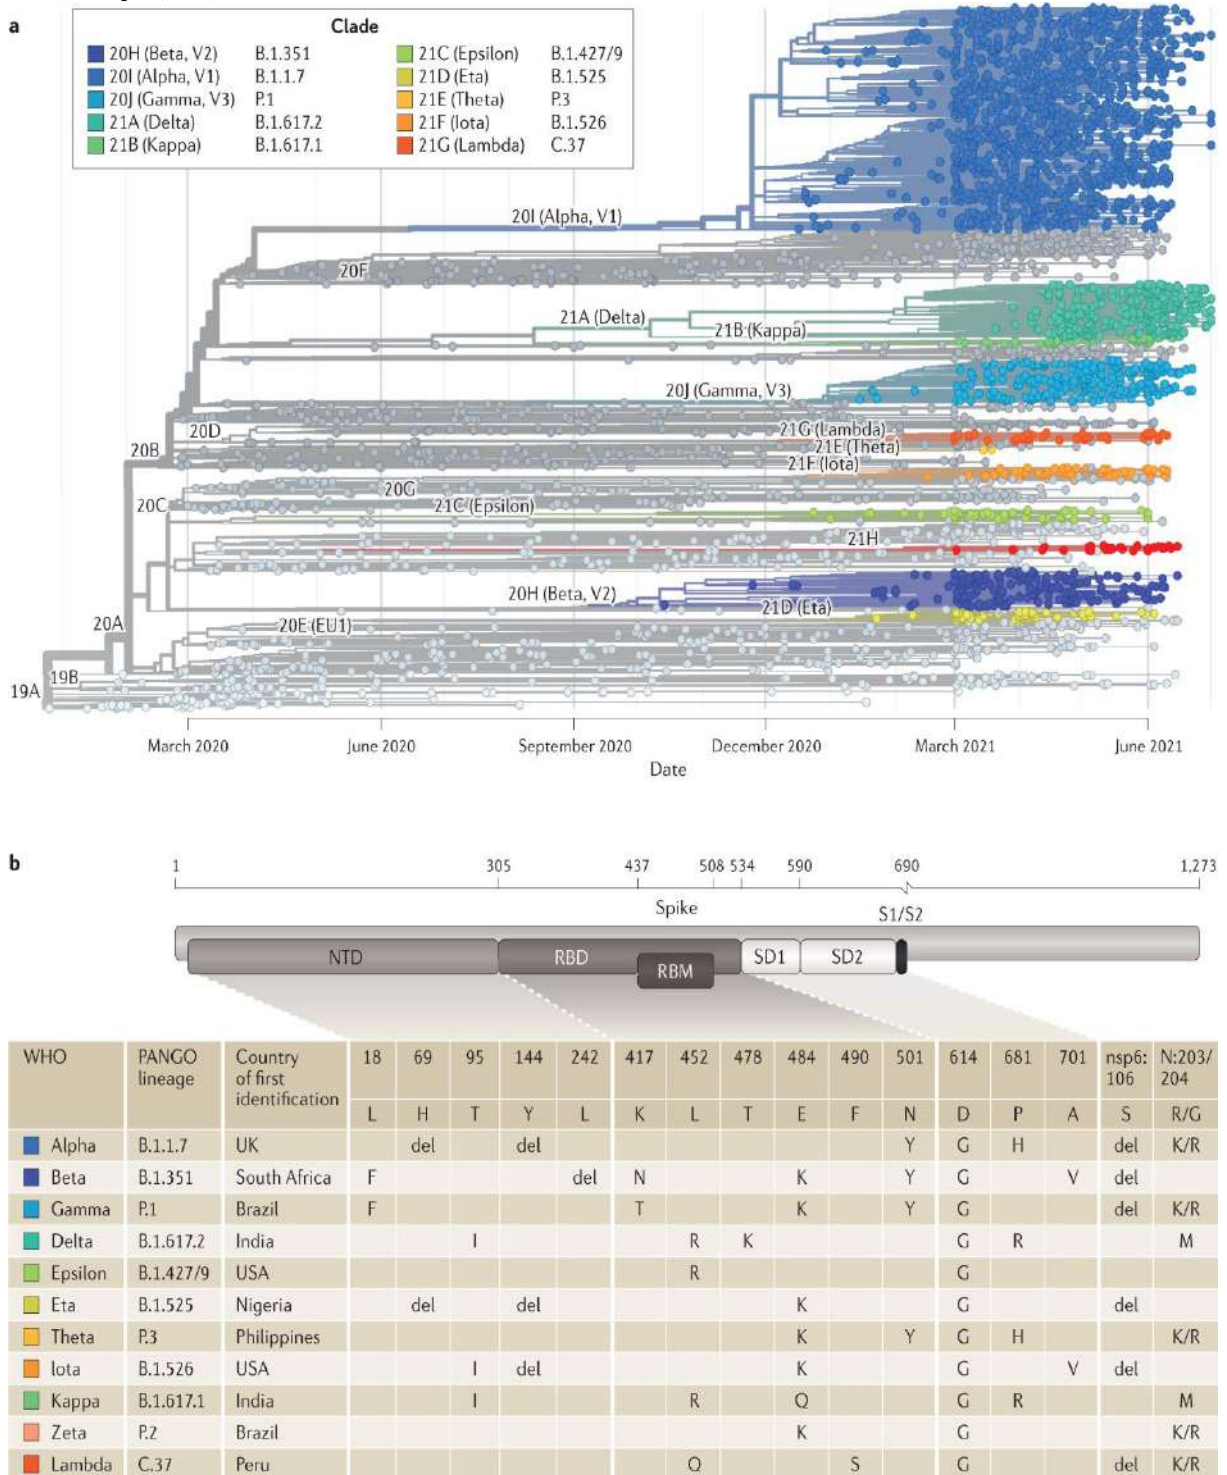 a
Clade
20H (Beta, V2) B.1.351 21C (Epsilon) B.1.427/9
20I (Alpha, V1) B.1.1.7 21D (Eta) B.1.525
20J (Gamma, V3) P.1 21E (Theta) P.3
21A (Delta) B.1.617.2 21F (Iota) B.1.526
21B (Kappa) B.1.617.1 21G (Lambda) C.37
20I (Alpha, V1)
20F
21A (Delta)
21B (Kappa)
20J (Gamma, V3)
20D
21G (Lambda)
20B
21E (Theta)
21F (Iota)
20G
20C
21C (Epsilon)
21H
20H (Beta, V2)
21D (Eta)
20A
20E (EU1)
19B
19A
March 2020 June 2020 September 2020 December 2020 March 2021 June 2021
Date
b
1 305 437 508 534 590 690 1,273
Spike
S1/S2
NTD RBD RBM SD1 SD2
WHO PANGO lineage Country of first identification 18 69 95 144 242 417 452 478 484 490 501 614 681 701 nsp6: 106 N:203/ 204
L H T Y L K L T E F N D P A S R/G
Alpha B.1.1.7 UK del del Y G H del K/R
Beta B.1.351 South Africa F del N K Y G V del
Gamma P.1 Brazil F T K Y G del K/R
Delta B.1.617.2 India I R K G R M
Epsilon B.1.427/9 USA R G
Eta B.1.525 Nigeria del del K G del
Theta P.3 Philippines K Y G H K/R
Iota B.1.526 USA I del K G V del
Kappa B.1.617.1 India I R Q G R M
Zeta P.2 Brazil K G K/R
Lambda C.37 Peru Q S G del K/R